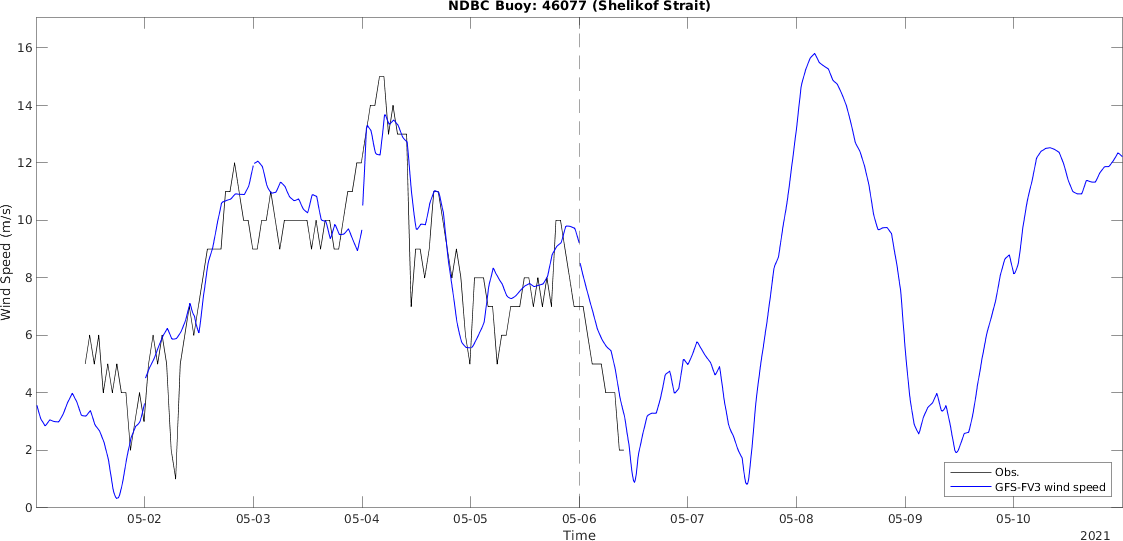 NDBC Buoy: 46077 (Shelikof Strait)
Wind Speed (m/s)
16
14
12
10
8
6
4
2
0
05-02 05-03 05-04 05-05 05-06 05-07 05-08 05-09 05-10
Time
2021
Obs.
GFS-FV3 wind speed